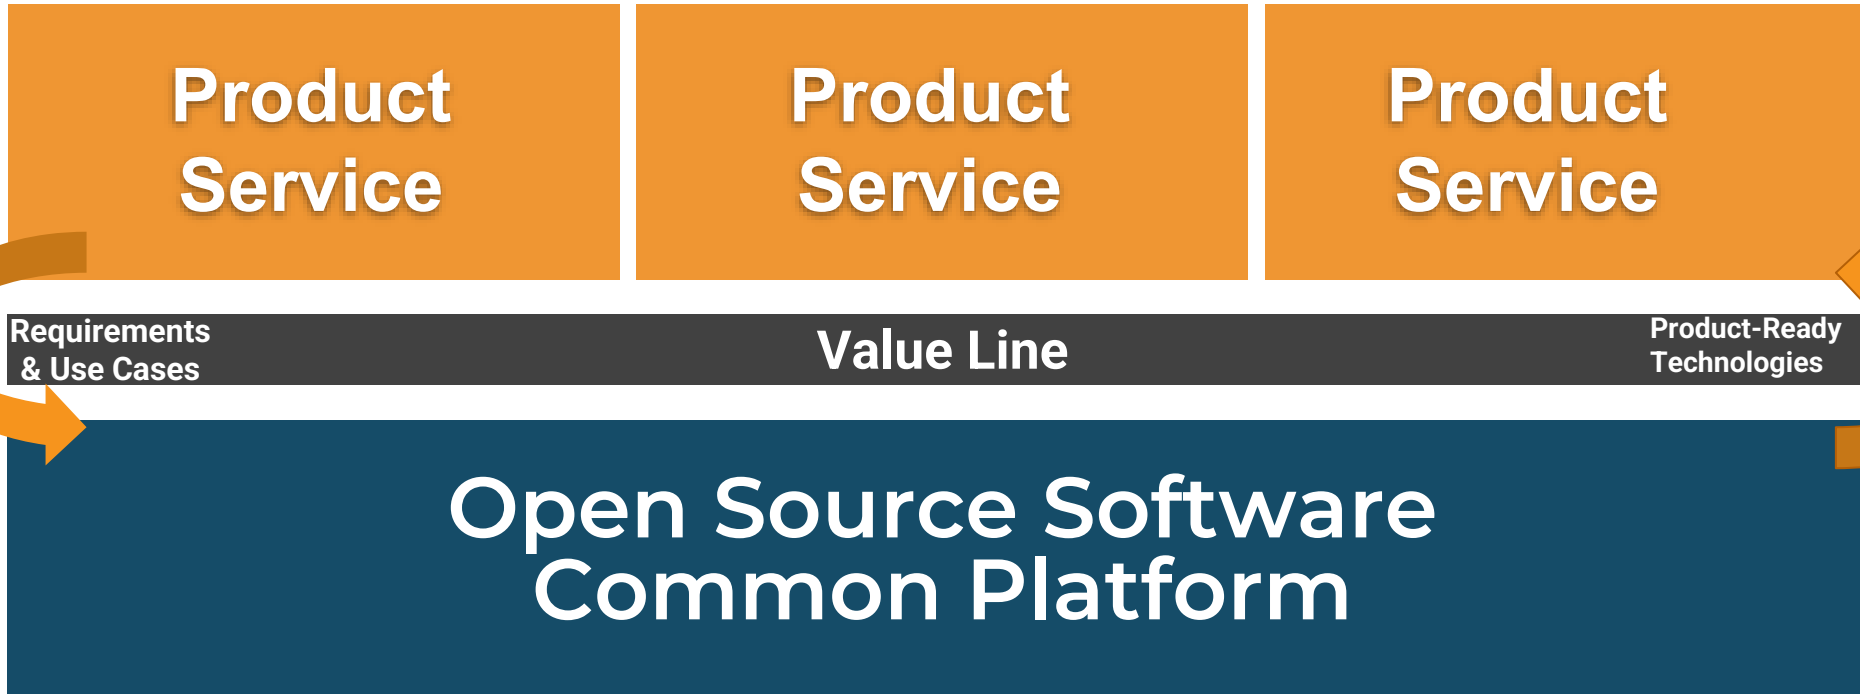 Product
Service
Product
Service
Product
Service
Requirements
& Use Cases
Value Line
Product-Ready
Technologies
Open Source Software
Common Platform